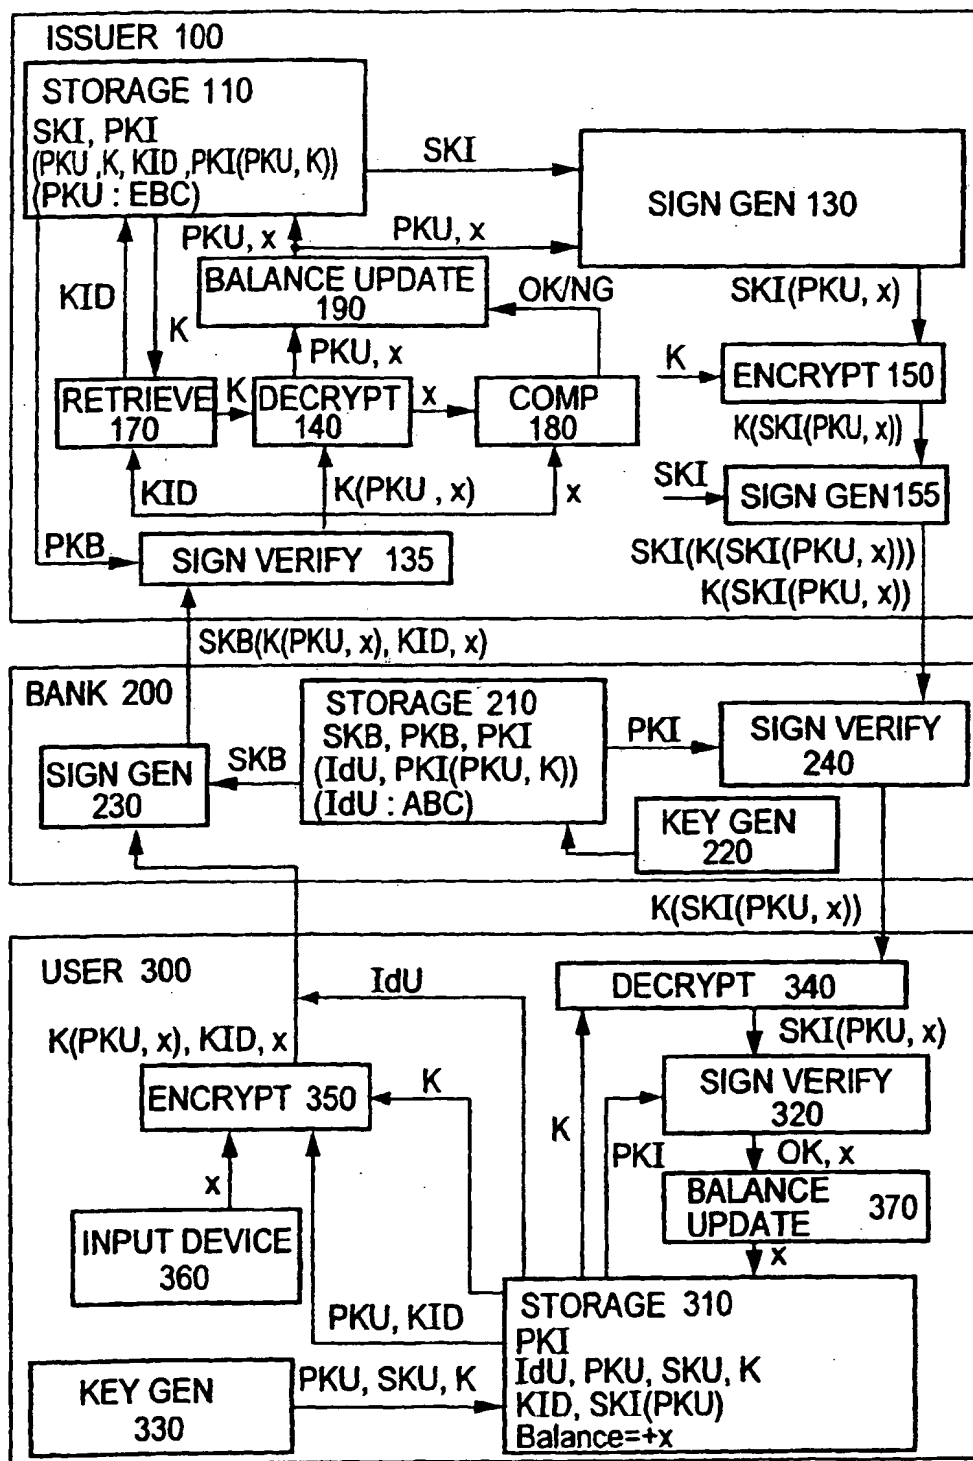 ISSUER 100
STORAGE 110
SKI, PKI
(PKU ,K, KID ,PKI(PKU, K))
(PKU : EBC)
SKI
SIGN GEN 130
PKU, x
PKU, x
KID
K
BALANCE UPDATE
190
OK/NG
SKI(PKU, x)
PKU, x
K
ENCRYPT 150
RETRIEVE
170
K
DECRYPT
140
x
COMP
180
K(SKI(PKU, x))
KID
K(PKU , x)
x
SKI
SIGN GEN 155
PKB
SIGN VERIFY 135
SKI(K(SKI(PKU, x)))
K(SKI(PKU, x))
SKB(K(PKU, x), KID, x)
BANK 200
STORAGE 210
SKB, PKB, PKI
(IdU, PKI(PKU, K))
(IdU : ABC)
SKB
SIGN GEN
230
PKI
SIGN VERIFY
240
KEY GEN
220
K(SKI(PKU, x))
USER 300
IdU
DECRYPT 340
K(PKU, x), KID, x
SKI(PKU, x)
ENCRYPT 350
K
K
SIGN VERIFY
320
PKI
OK, x
x
BALANCE
UPDATE
370
INPUT DEVICE
360
x
PKU, KID
STORAGE 310
PKI
IdU, PKU, SKU, K
KID, SKI(PKU)
Balance=+x
KEY GEN
330
PKU, SKU, K